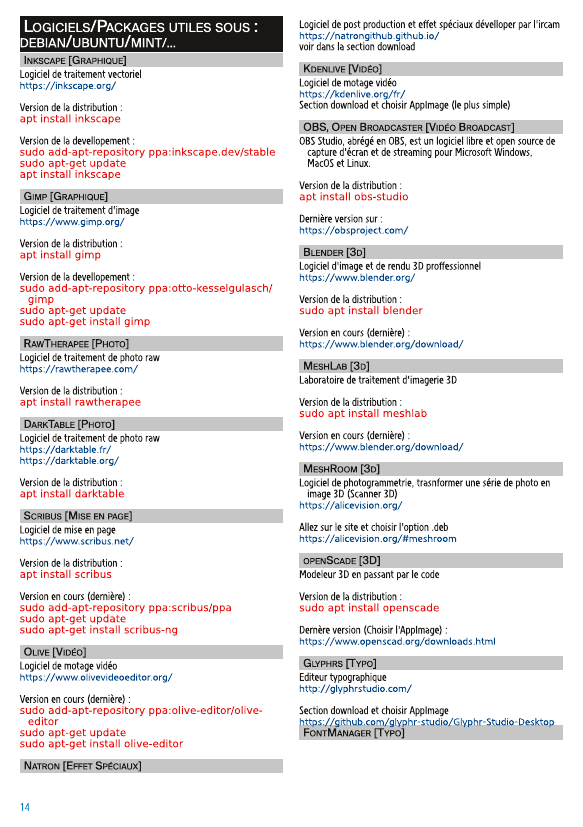 Logiciels/Packages utiles sous :
debian/ubuntu/mint/...
Inkscape [Graphique]
Logiciel de traitement vectoriel
https://inkscape.org/
Version de la distribution :
apt install inkscape
Version de la devellopement :
sudo add-apt-repository ppa:inkscape.dev/stable
sudo apt-get update
apt install inkscape
Gimp [Graphique]
Logiciel de traitement d'image
https://www.gimp.org/
Version de la distribution :
apt install gimp
Version de la devellopement :
sudo add-apt-repository ppa:otto-kesselgulasch/
gimp
sudo apt-get update
sudo apt-get install gimp
RawTherapee [Photo]
Logiciel de traitement de photo raw
https://rawtherapee.com/
Version de la distribution :
apt install rawtherapee
DarkTable [Photo]
Logiciel de traitement de photo raw
https://darktable.fr/
https://darktable.org/
Version de la distribution :
apt install darktable
Scribus [Mise en page]
Logiciel de mise en page
https://www.scribus.net/
Version de la distribution :
apt install scribus
Version en cours (dernière) :
sudo add-apt-repository ppa:scribus/ppa
sudo apt-get update
sudo apt-get install scribus-ng
Olive [Vidéo]
Logiciel de motage vidéo
https://www.olivevideoeditor.org/
Version en cours (dernière) :
sudo add-apt-repository ppa:olive-editor/olive-
editor
sudo apt-get update
sudo apt-get install olive-editor
Natron [Effet Spéciaux]
Logiciel de post production et effet spéciaux dévelloper par l'ircam
https://natrongithub.github.io/
voir dans la section download
Kdenlive [Vidéo]
Logiciel de motage vidéo
https://kdenlive.org/fr/
Section download et choisir AppImage (le plus simple)
OBS, Open Broadcaster [Vidéo Broadcast]
OBS Studio, abrégé en OBS, est un logiciel libre et open source de
capture d'écran et de streaming pour Microsoft Windows,
MacOS et Linux.
Version de la distribution :
apt install obs-studio
Dernière version sur :
https://obsproject.com/
Blender [3d]
Logiciel d'image et de rendu 3D proffessionnel
https://www.blender.org/
Version de la distribution :
sudo apt install blender
Version en cours (dernière) :
https://www.blender.org/download/
MeshLab [3d]
Laboratoire de traitement d'imagerie 3D
Version de la distribution :
sudo apt install meshlab
Version en cours (dernière) :
https://www.blender.org/download/
MeshRoom [3d]
Logiciel de photogrammetrie, trasnformer une série de photo en
image 3D (Scanner 3D)
https://alicevision.org/
Allez sur le site et choisir l'option .deb
https://alicevision.org/#meshroom
openScade [3D]
Modeleur 3D en passant par le code
Version de la distribution :
sudo apt install openscade
Dernère version (Choisir l'AppImage) :
https://www.openscad.org/downloads.html
Glyphrs [Typo]
Editeur typographique
http://glyphrstudio.com/
Section download et choisir AppImage
https://github.com/glyphr-studio/Glyphr-Studio-Desktop
FontManager [Typo]
14